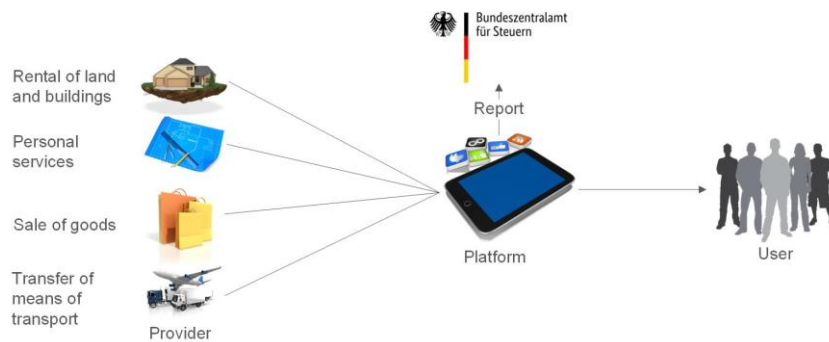 Bundeszentralamt
für Steuern
Rental of land
and buildings
Report
Personal
services
Sale of goods
Platform
User
Transfer of
means of
transport
Provider